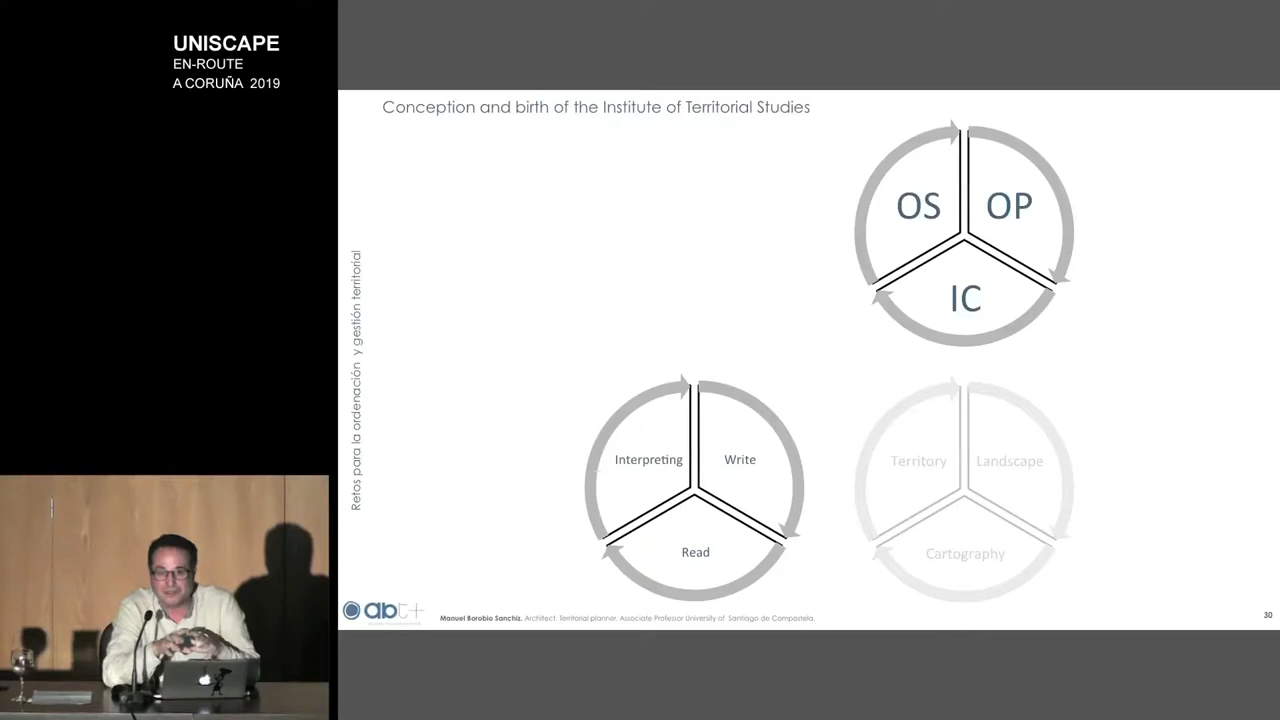 UNISCAPE
EN-ROUTE
A CORUÑA 2019
Conception and birth of the Institute of Territorial Studies
Retos para la ordenación y gestión territorial
OS
OP
IC
Interpreting
Write
Read
Territory
Landscape
Cartography
abt+
Manuel Borobio Sanchiz. Architect. Territorial planner. Associate Professor University of Santiago de Compostela.
30